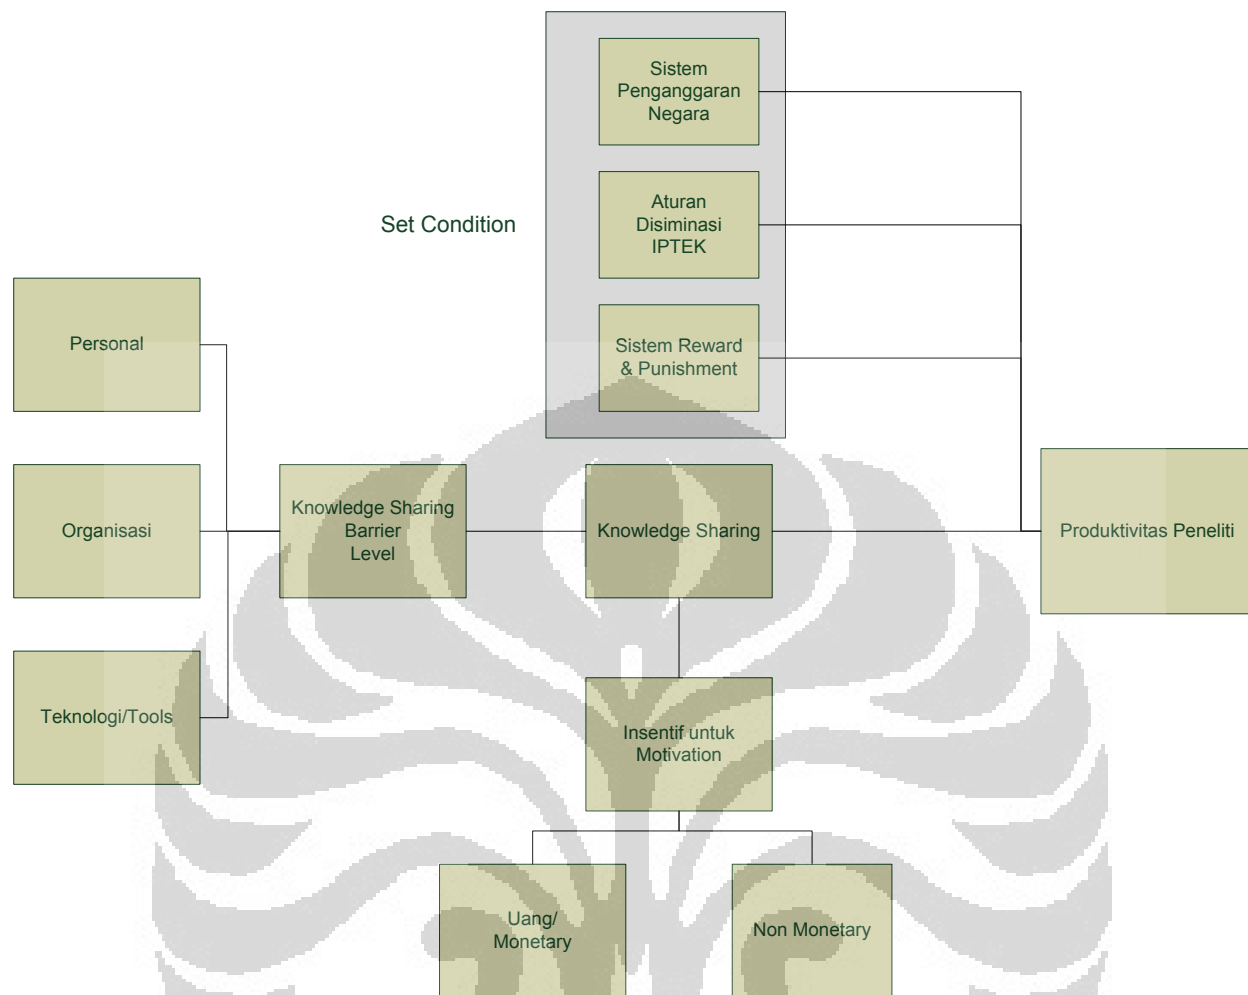 Sistem
Penganggaran
Negara
Aturan
Disiminasi
IPTEK
Set Condition
Sistem Reward
& Punishment
Personal
Organisasi
Knowledge Sharing
Barrier
Level
Knowledge Sharing
Produktivitas Peneliti
Teknologi/Tools
Insentif untuk
Motivation
Uang/
Monetary
Non Monetary